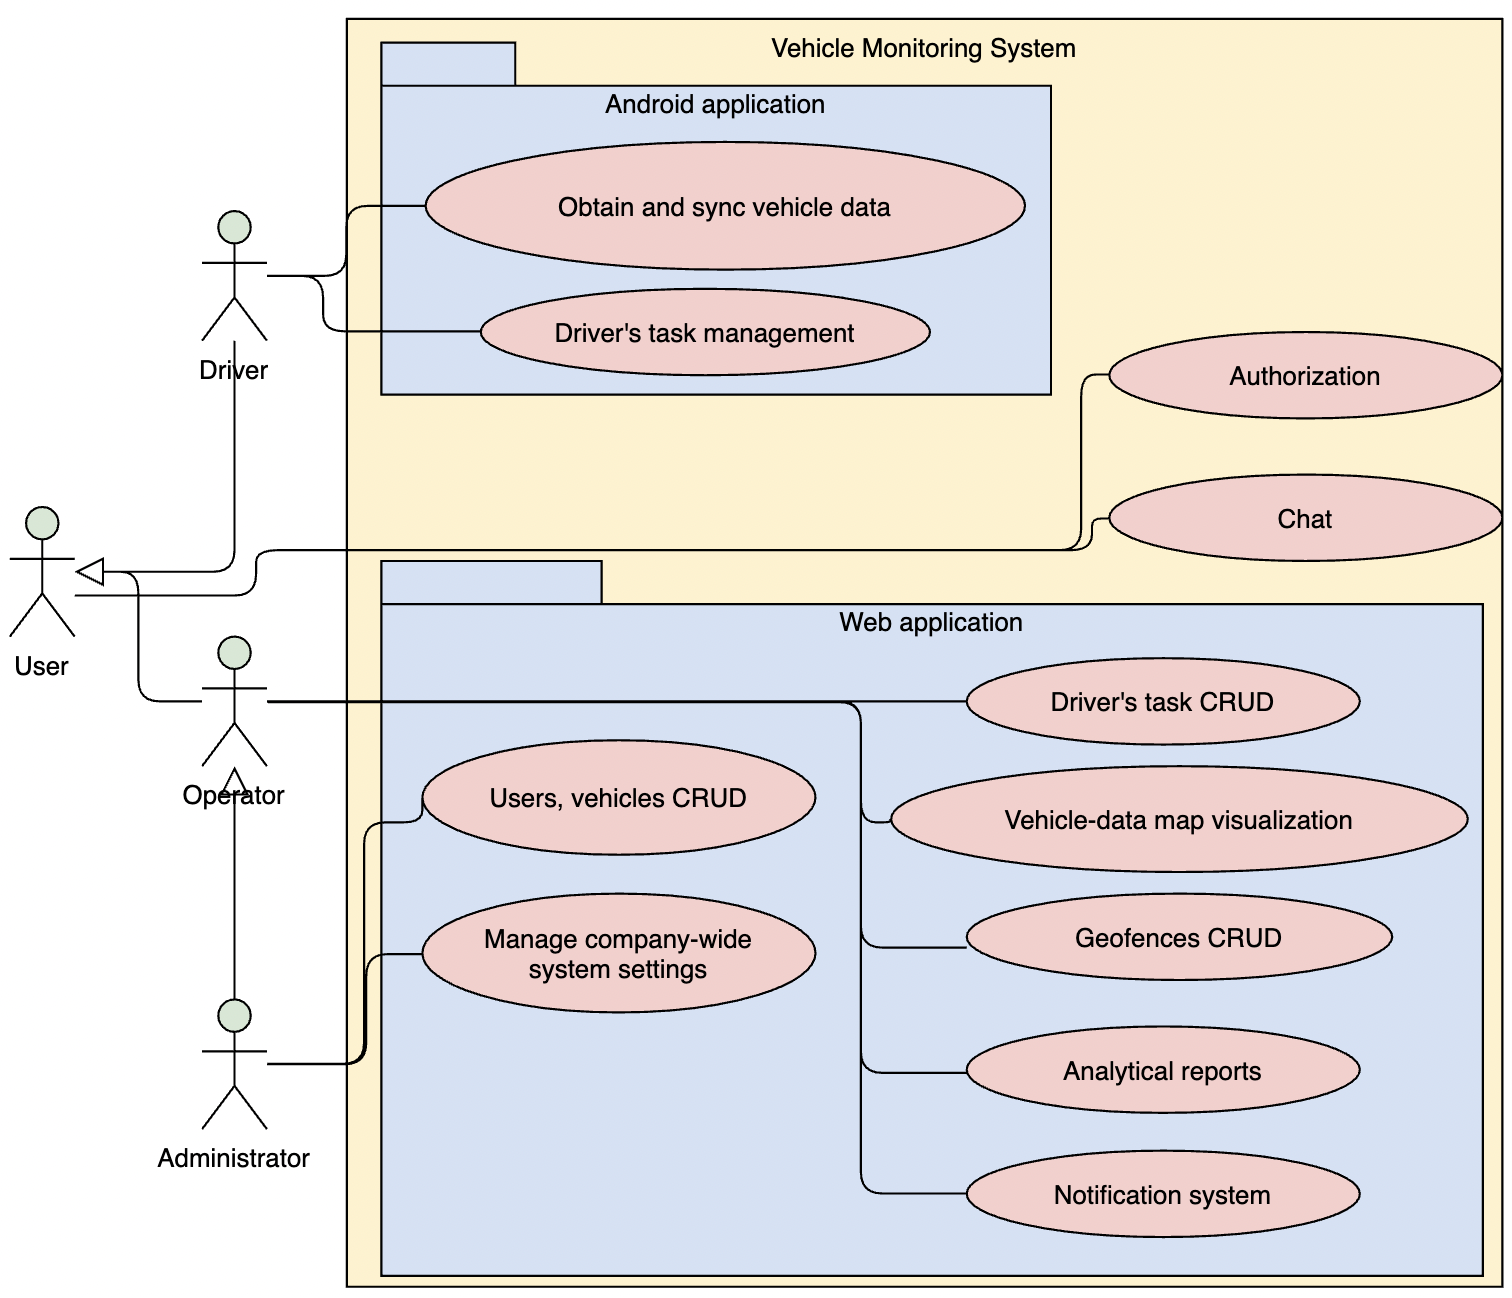 Vehicle Monitoring System
Android application
Obtain and sync vehicle data
Driver's task management
Driver
Authorization
Chat
User
Web application
Operator
Driver's task CRUD
Users, vehicles CRUD
Vehicle-data map visualization
Manage company-wide
system settings
Geofences CRUD
Analytical reports
Administrator
Notification system